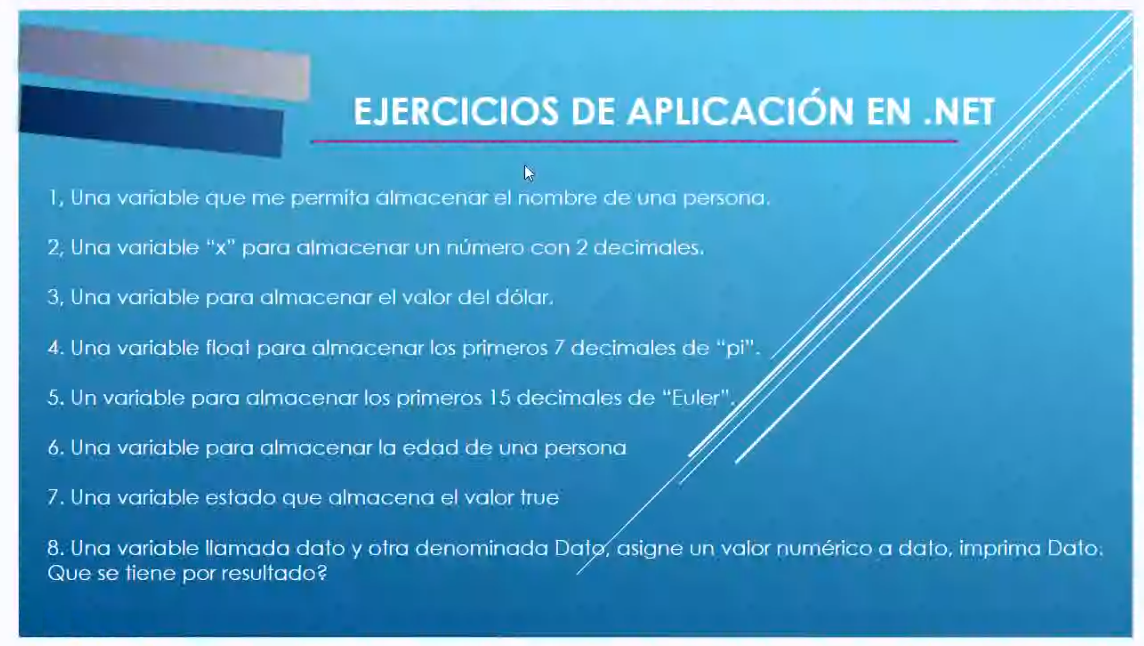 EJERCICIOS DE APLICACIÓN EN .NET
1, Una variable que me permita almacenar el nombre de una persona.
2, Una variable “x” para almacenar un número con 2 decimales.
3, Una variable para almacenar el valor del dólar.
4. Una variable float para almacenar los primeros 7 decimales de “pi”.
5. Un variable para almacenar los primeros 15 decimales de “Euler”.
6. Una variable para almacenar la edad de una persona
7. Una variable estado que almacena el valor true
8. Una variable llamada dato y otra denominada Dato, asigne un valor numérico a dato, imprima Dato.
Que se tiene por resultado?